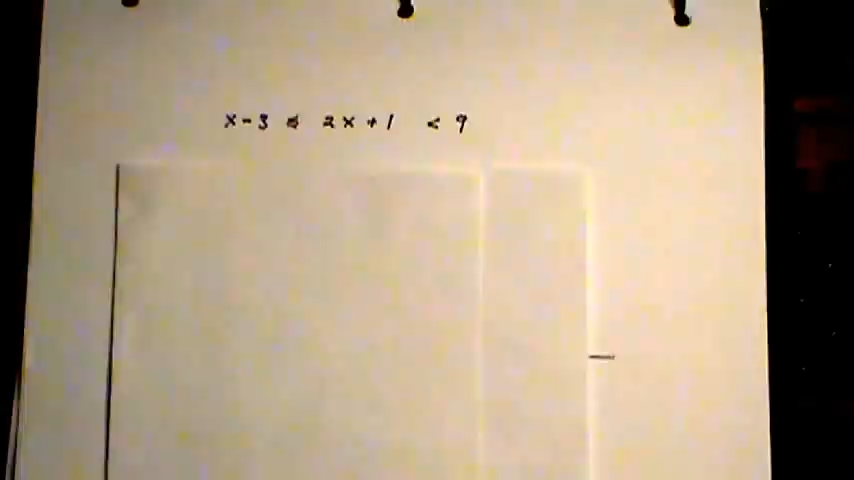 x-3 ≤ 2x+1 < 9